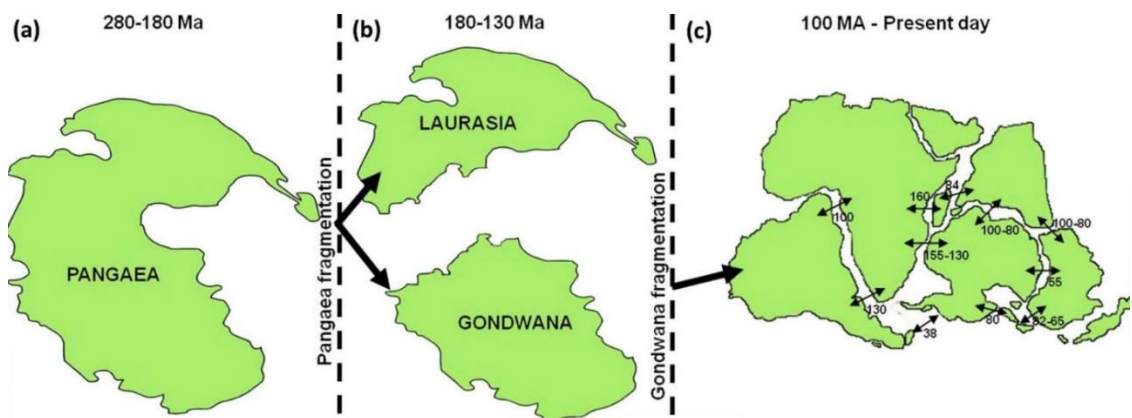 (a)
280-180 Ma
PANGAEA
Pangaea fragmentation
(b)
180-130 Ma
LAURASIA
GONDWANA
Gondwana fragmentation
(c)
100 MA - Present day
84
160
100
100-80
100-80
155-130
55
130
80
82-65
38